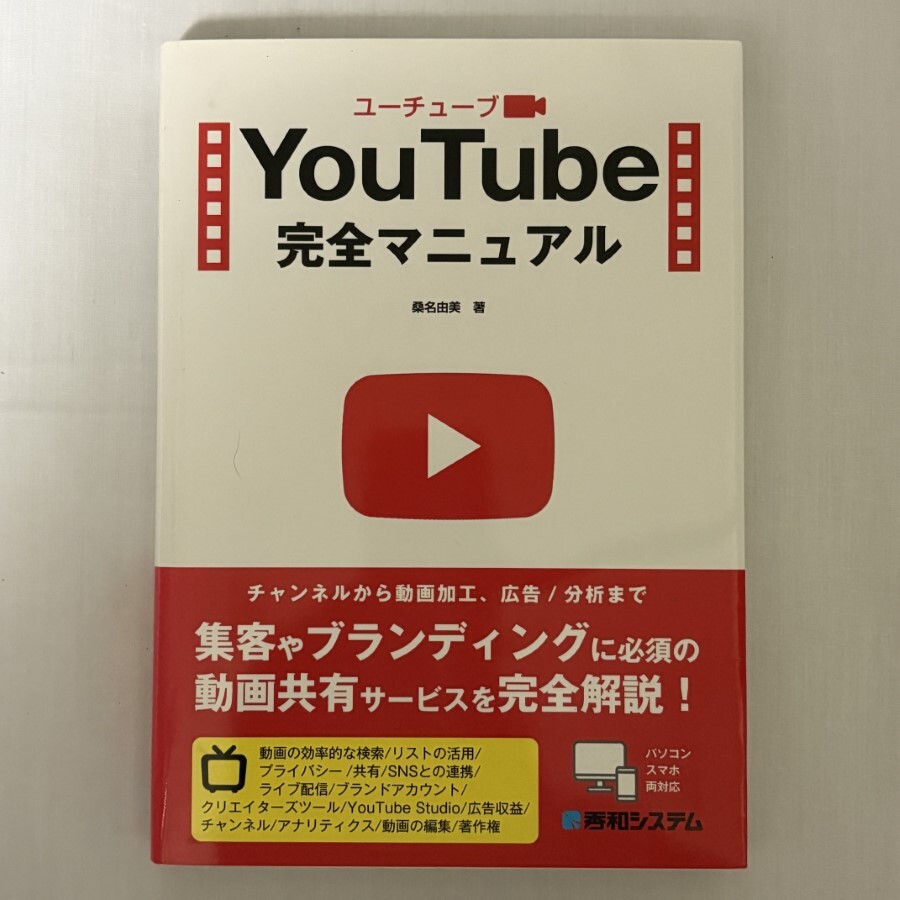 ユーチューブ
YouTube
完全マニュアル
桑名由美 著
チャンネルから動画加工、広告/分析まで
集客やブランディングに必須の
動画共有サービスを完全解説!
動画の効率的な検索/リストの活用/
プライバシー/共有/SNSとの連携/
ライブ配信/ブランドアカウント/
クリエイターズツール/YouTube Studio/広告収益/
チャンネル/アナリティクス/動画の編集/著作権
パソコン
スマホ
両対応
秀和システム